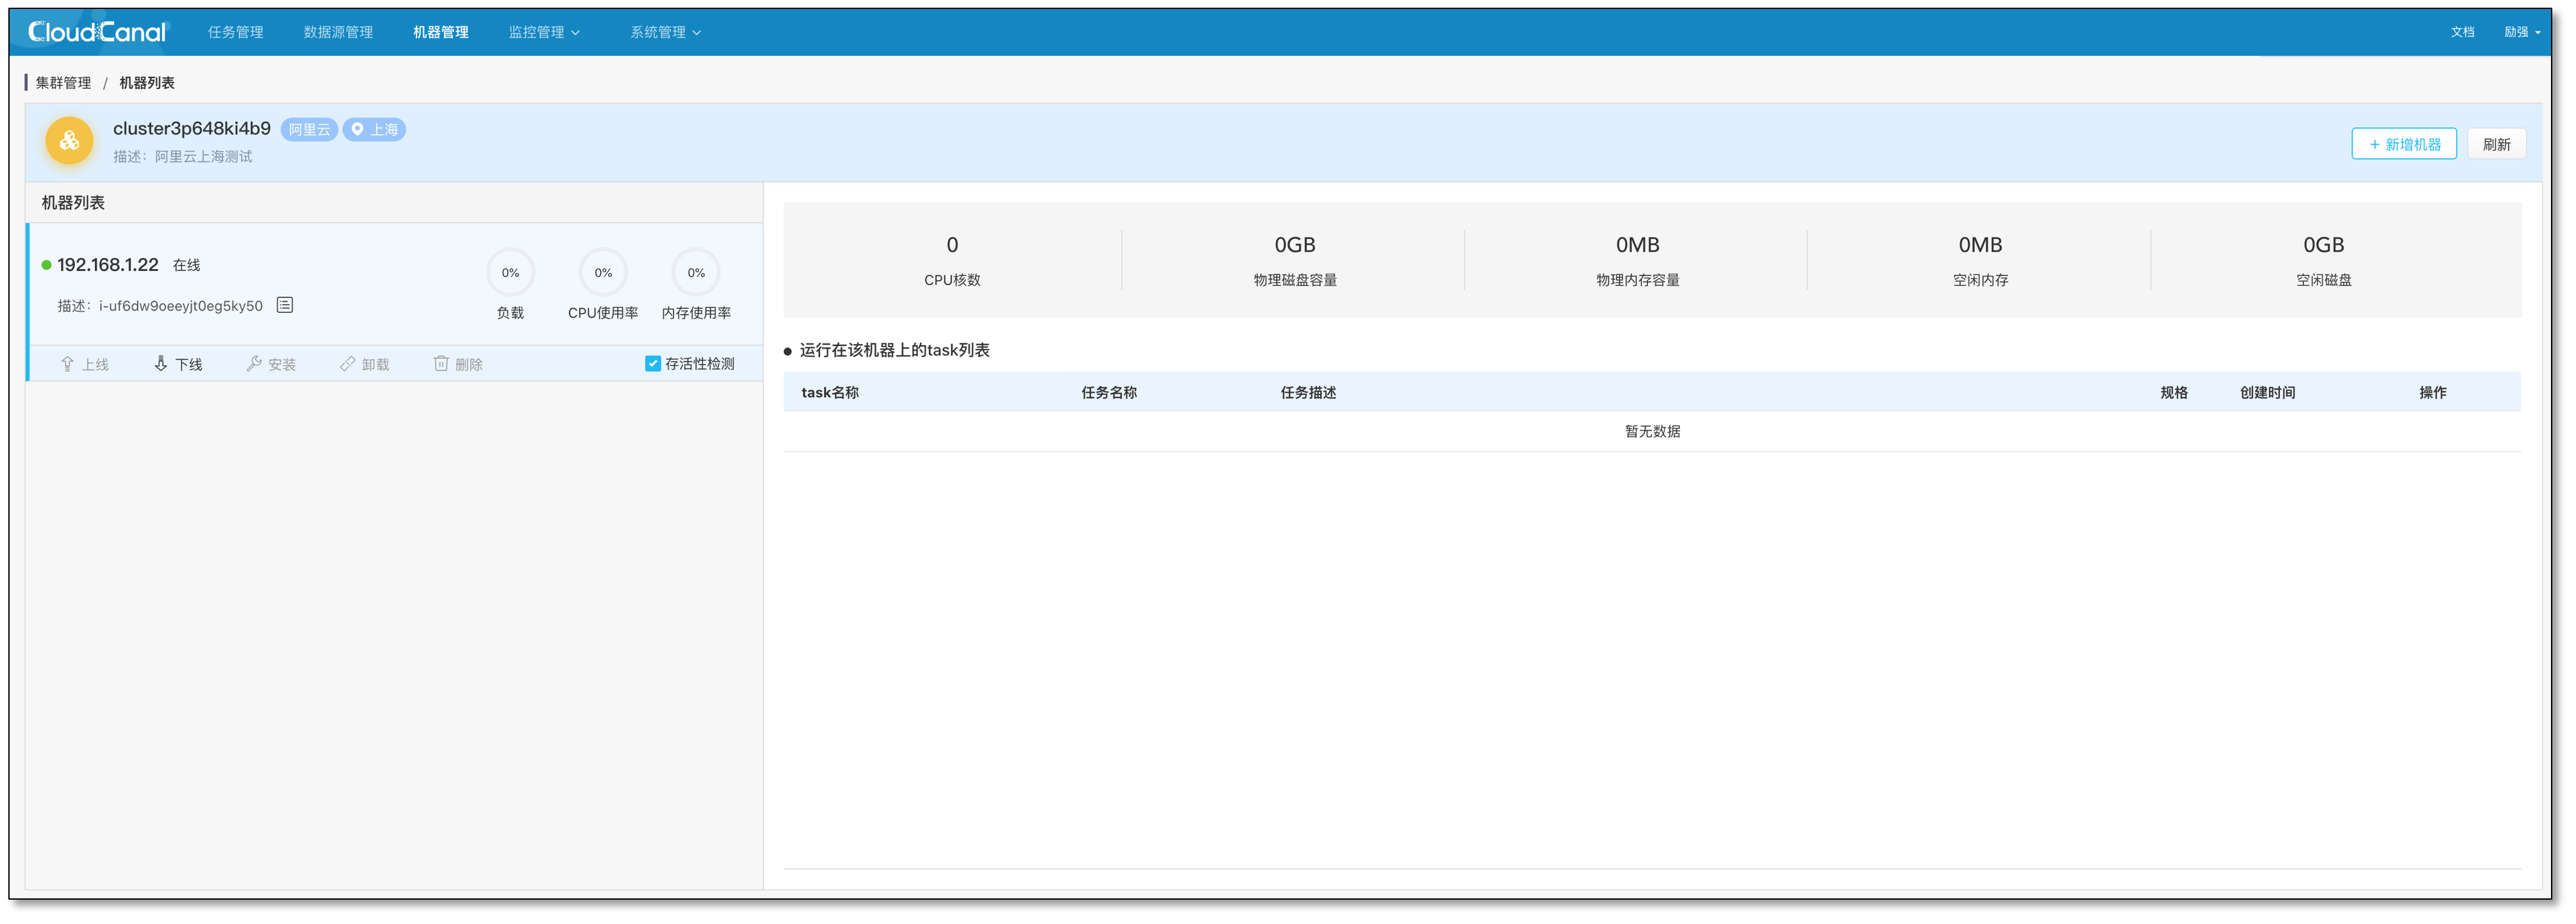 CloudCanal 任务管理 数据源管理 机器管理 监控管理 系统管理 文档 励强
集群管理 / 机器列表
cluster3p648ki4b9 阿里云 上海
描述：阿里云上海测试
+ 新增机器 刷新
机器列表
192.168.1.22 在线
描述：i-uf6dw9oeeyjt0eg5ky50
0% 0% 0%
负载 CPU使用率 内存使用率
上线 下线 安装 卸载 删除 存活性检测
0 0GB 0MB 0MB 0GB
CPU核数 物理磁盘容量 物理内存容量 空闲内存 空闲磁盘
运行在该机器上的task列表
task名称 任务名称 任务描述 规格 创建时间 操作
暂无数据